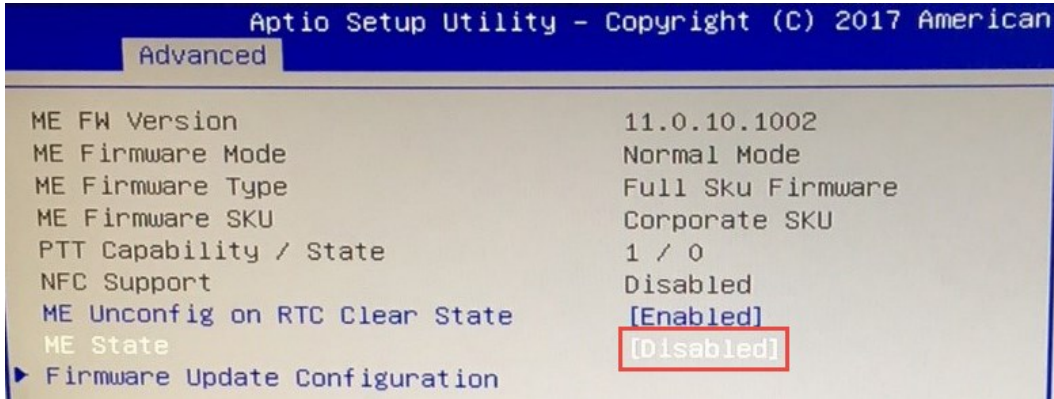 Aptio Setup Utility – Copyright (C) 2017 American
Advanced
ME FW Version 11.0.10.1002
ME Firmware Mode Normal Mode
ME Firmware Type Full Sku Firmware
ME Firmware SKU Corporate SKU
PTT Capability / State 1 / 0
NFC Support Disabled
ME Unconfig on RTC Clear State [Enabled]
ME State [Disabled]
Firmware Update Configuration